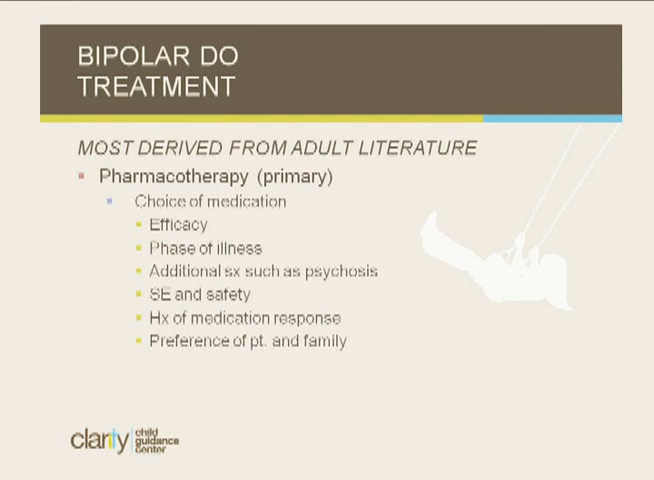 BIPOLAR DO
TREATMENT
MOST DERIVED FROM ADULT LITERATURE
Pharmacotherapy (primary)
Choice of medication
Efficacy
Phase of illness
Additional sx such as psychosis
SE and safety
Hx of medication response
Preference of pt. and family
clarity child
guidance
center